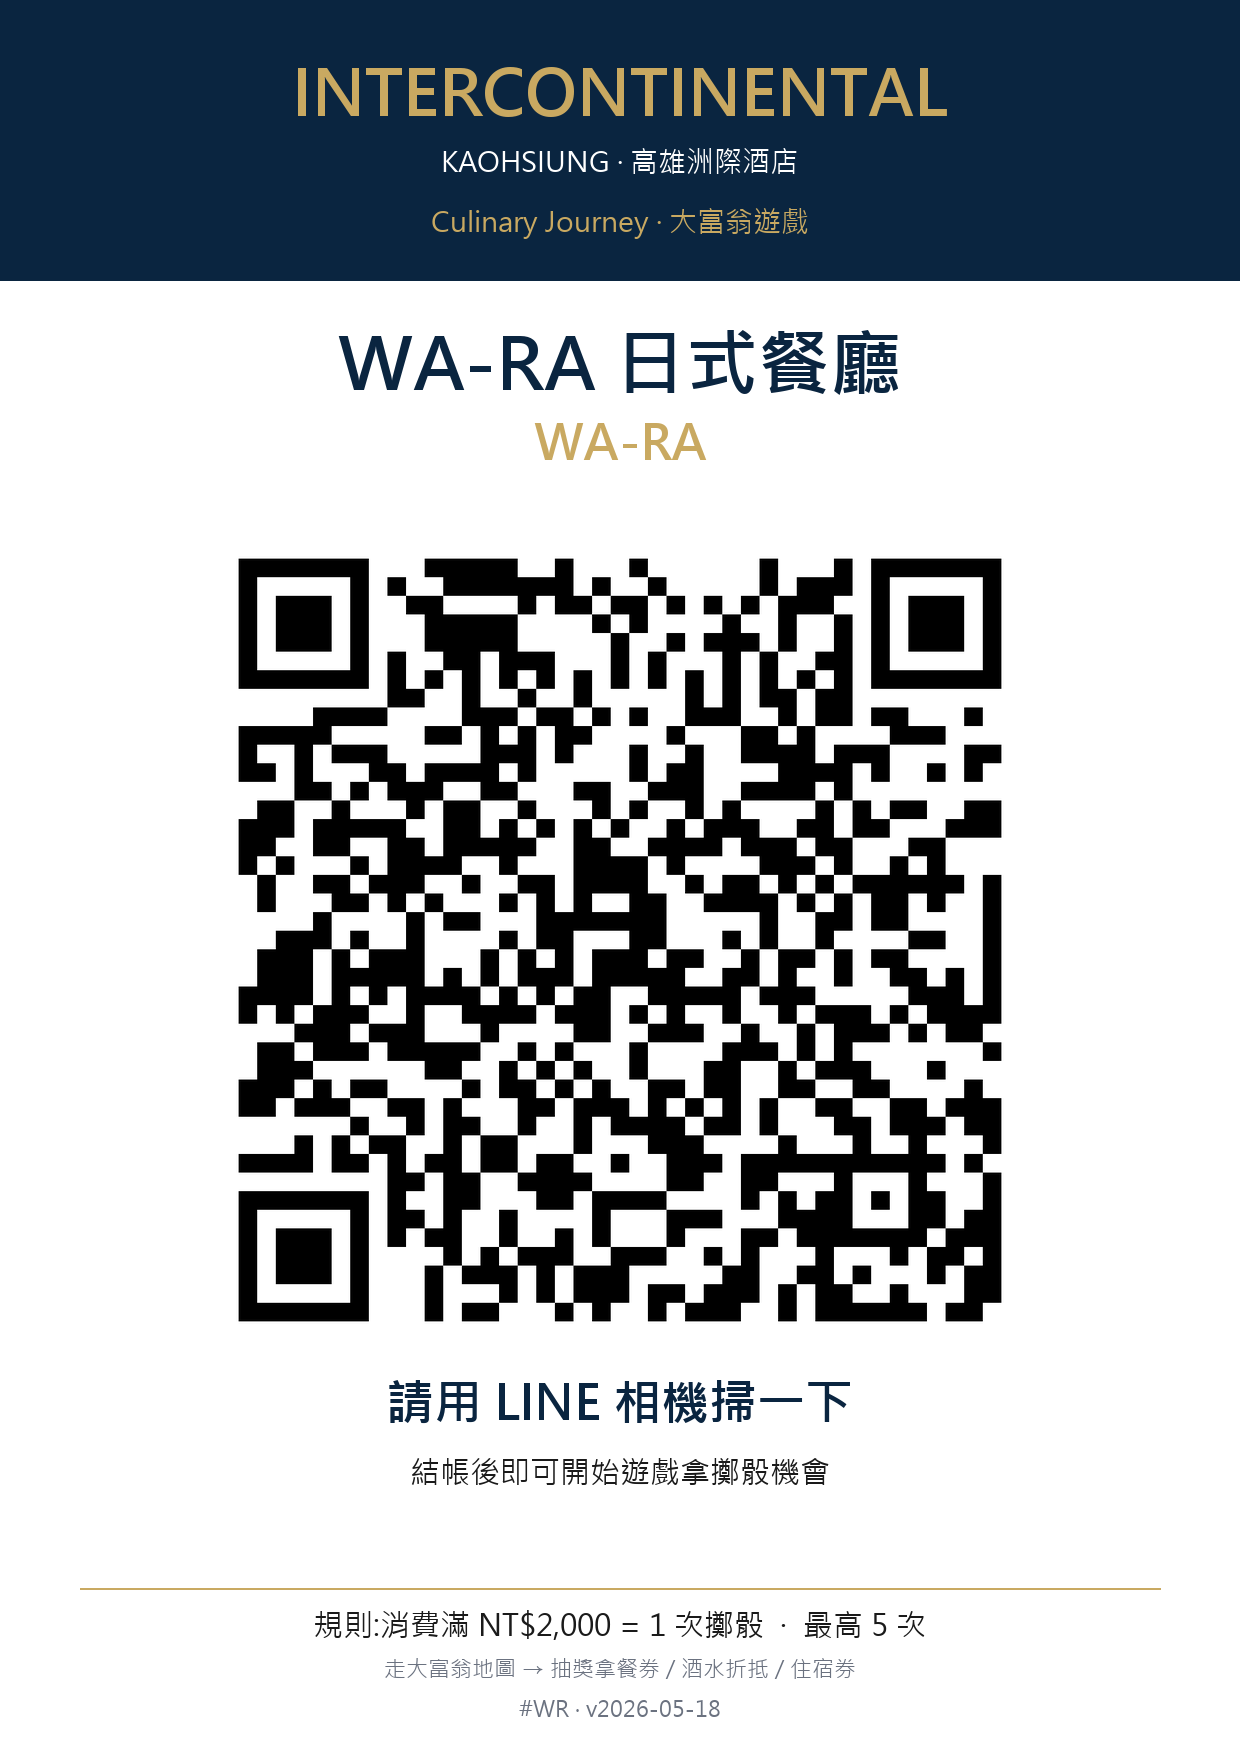 INTERCONTINENTAL
KAOHSIUNG · 高雄洲際酒店
Culinary Journey · 大富翁遊戲
WA-RA 日式餐廳
WA-RA
請用 LINE 相機掃一下
結帳後即可開始遊戲拿擲骰機會
規則:消費滿 NT$2,000 = 1 次擲骰 · 最高 5 次
走大富翁地圖 → 抽獎拿餐券 / 酒水折抵 / 住宿券
#WR · v2026-05-18